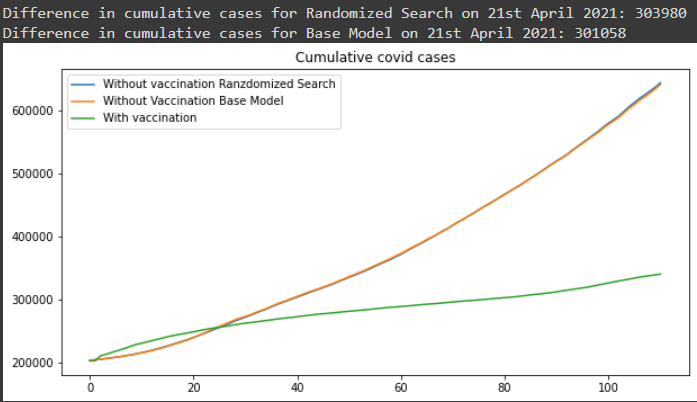 Difference in cumulative cases for Randomized Search on 21st April 2021: 303980
Difference in cumulative cases for Base Model on 21st April 2021: 301058
Cumulative covid cases
Without vaccination Ranzdomized Search
Without Vaccination Base Model
With vaccination
600000
500000
400000
300000
200000
0
20
40
60
80
100